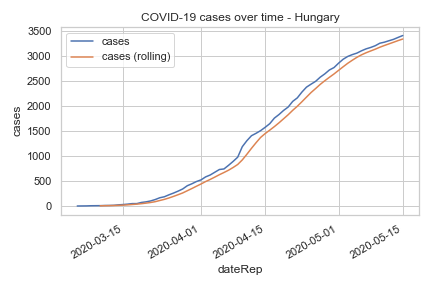 COVID-19 cases over time - Hungary
cases
cases (rolling)
3500
3000
2500
2000
1500
1000
500
0
cases
2020-03-15
2020-04-01
2020-04-15
2020-05-01
2020-05-15
dateRep